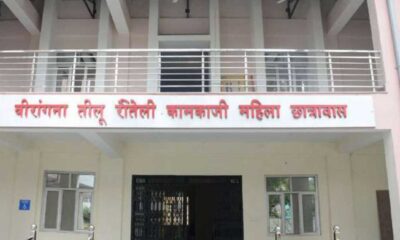 वीरांगना तीलू रौतेली कामकाजी महिला छात्रावास